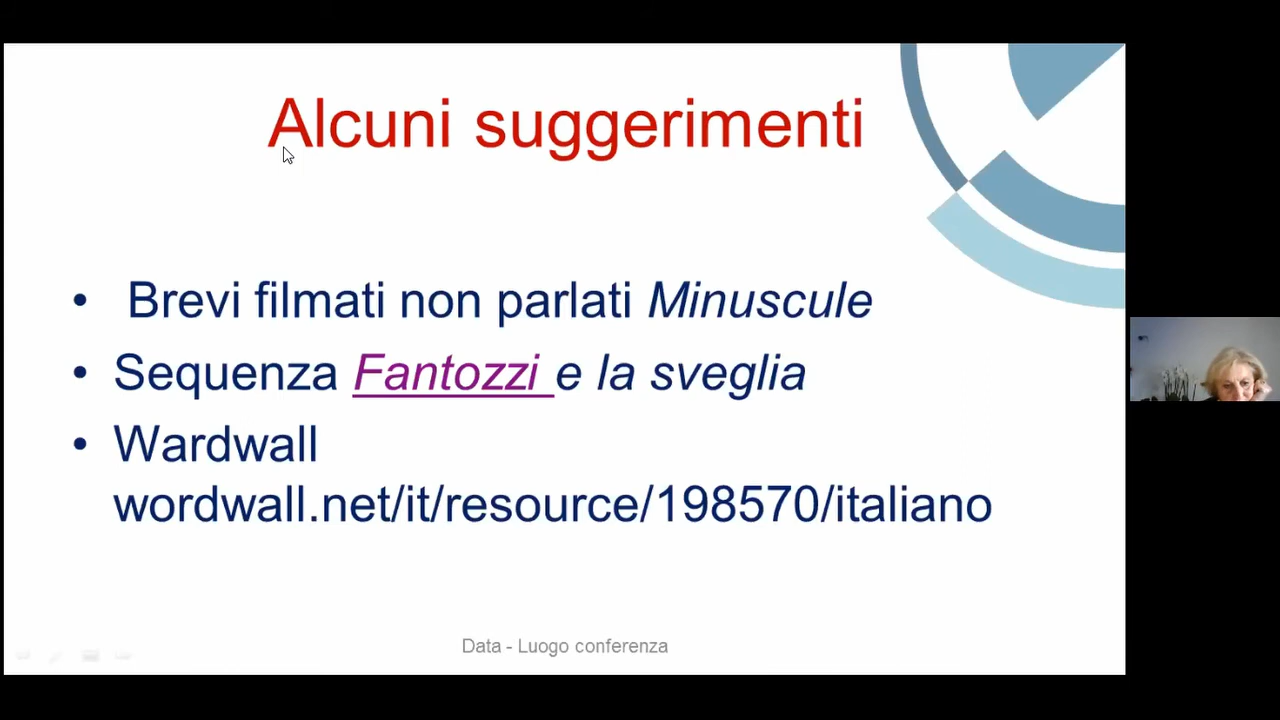 Alcuni suggerimenti
• Brevi filmati non parlati Minuscule
• Sequenza Fantozzi e la sveglia
• Wardwall
wordwall.net/it/resource/198570/italiano
Data - Luogo conferenza